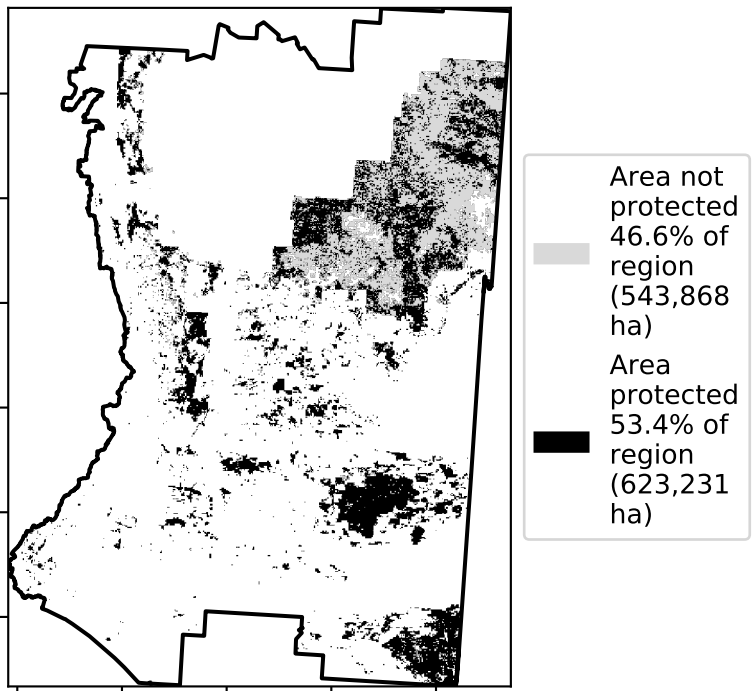 Area not
protected
46.6% of
region
(543,868
ha)
Area
protected
53.4% of
region
(623,231
ha)